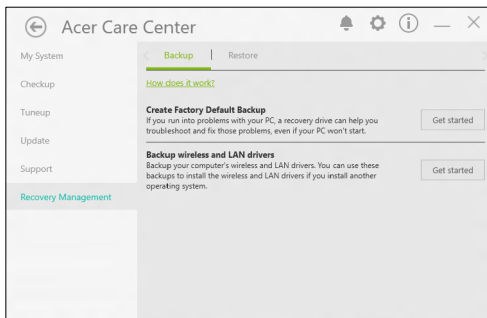 Acer Care Center
My System
Backup
Restore
Checkup
How does it work?
Tuneup
Create Factory Default Backup
If you run into problems with your PC, a recovery drive can help you
troubleshoot and fix those problems, even if your PC won't start.
Get started
Update
Backup wireless and LAN drivers
Backup your computer's wireless and LAN drivers. You can use these
backups to install the wireless and LAN drivers if you install another
operating system.
Get started
Support
Recovery Management